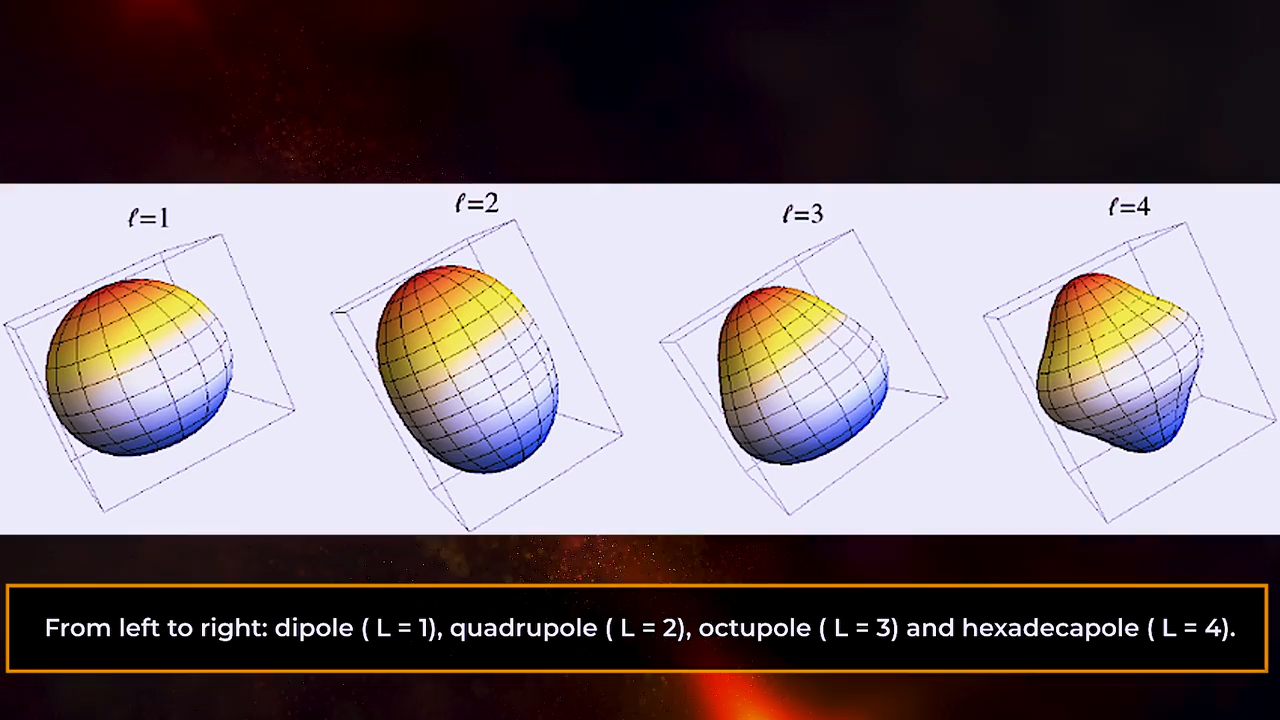 ℓ=1
ℓ=2
ℓ=3
ℓ=4
From left to right: dipole ( L = 1), quadrupole ( L = 2), octupole ( L = 3) and hexadecapole ( L = 4).